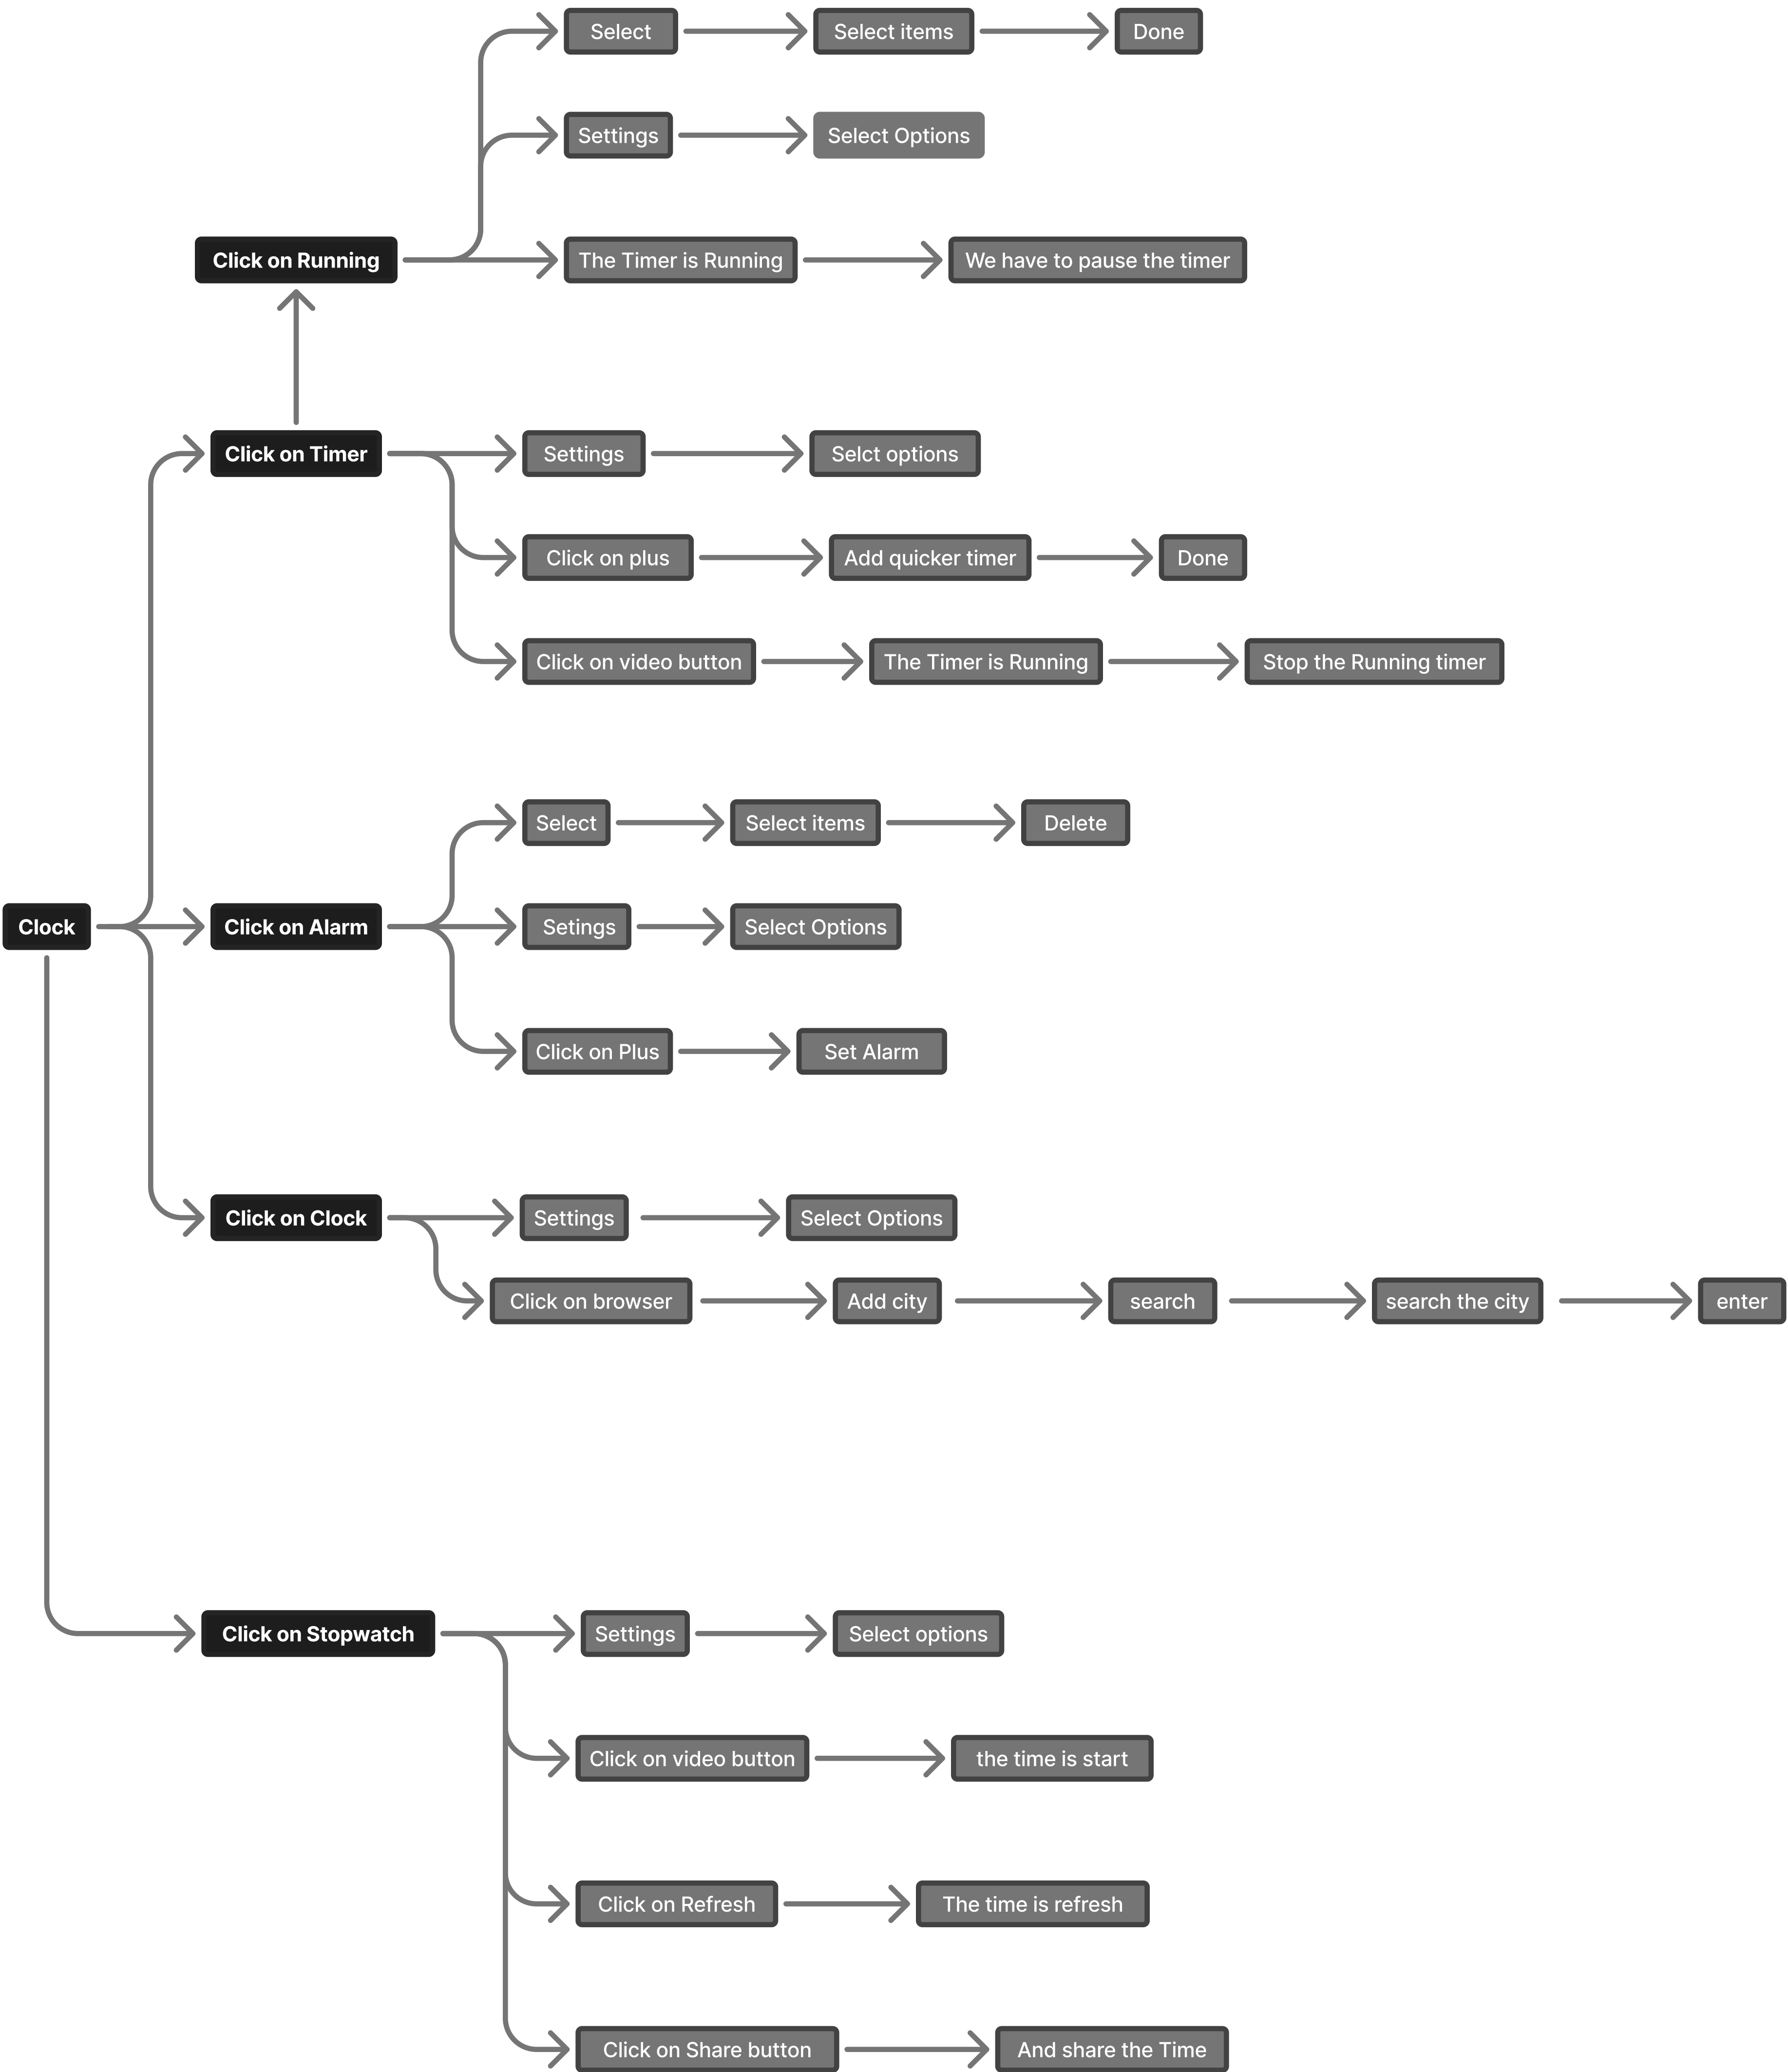 Select
Select items
Done
Settings
Select Options
Click on Running
The Timer is Running
We have to pause the timer
Click on Timer
Settings
Selct options
Click on plus
Add quicker timer
Done
Click on video button
The Timer is Running
Stop the Running timer
Select
Select items
Delete
Clock
Click on Alarm
Setings
Select Options
Click on Plus
Set Alarm
Click on Clock
Settings
Select Options
Click on browser
Add city
search
search the city
enter
Click on Stopwatch
Settings
Select options
Click on video button
the time is start
Click on Refresh
The time is refresh
Click on Share button
And share the Time